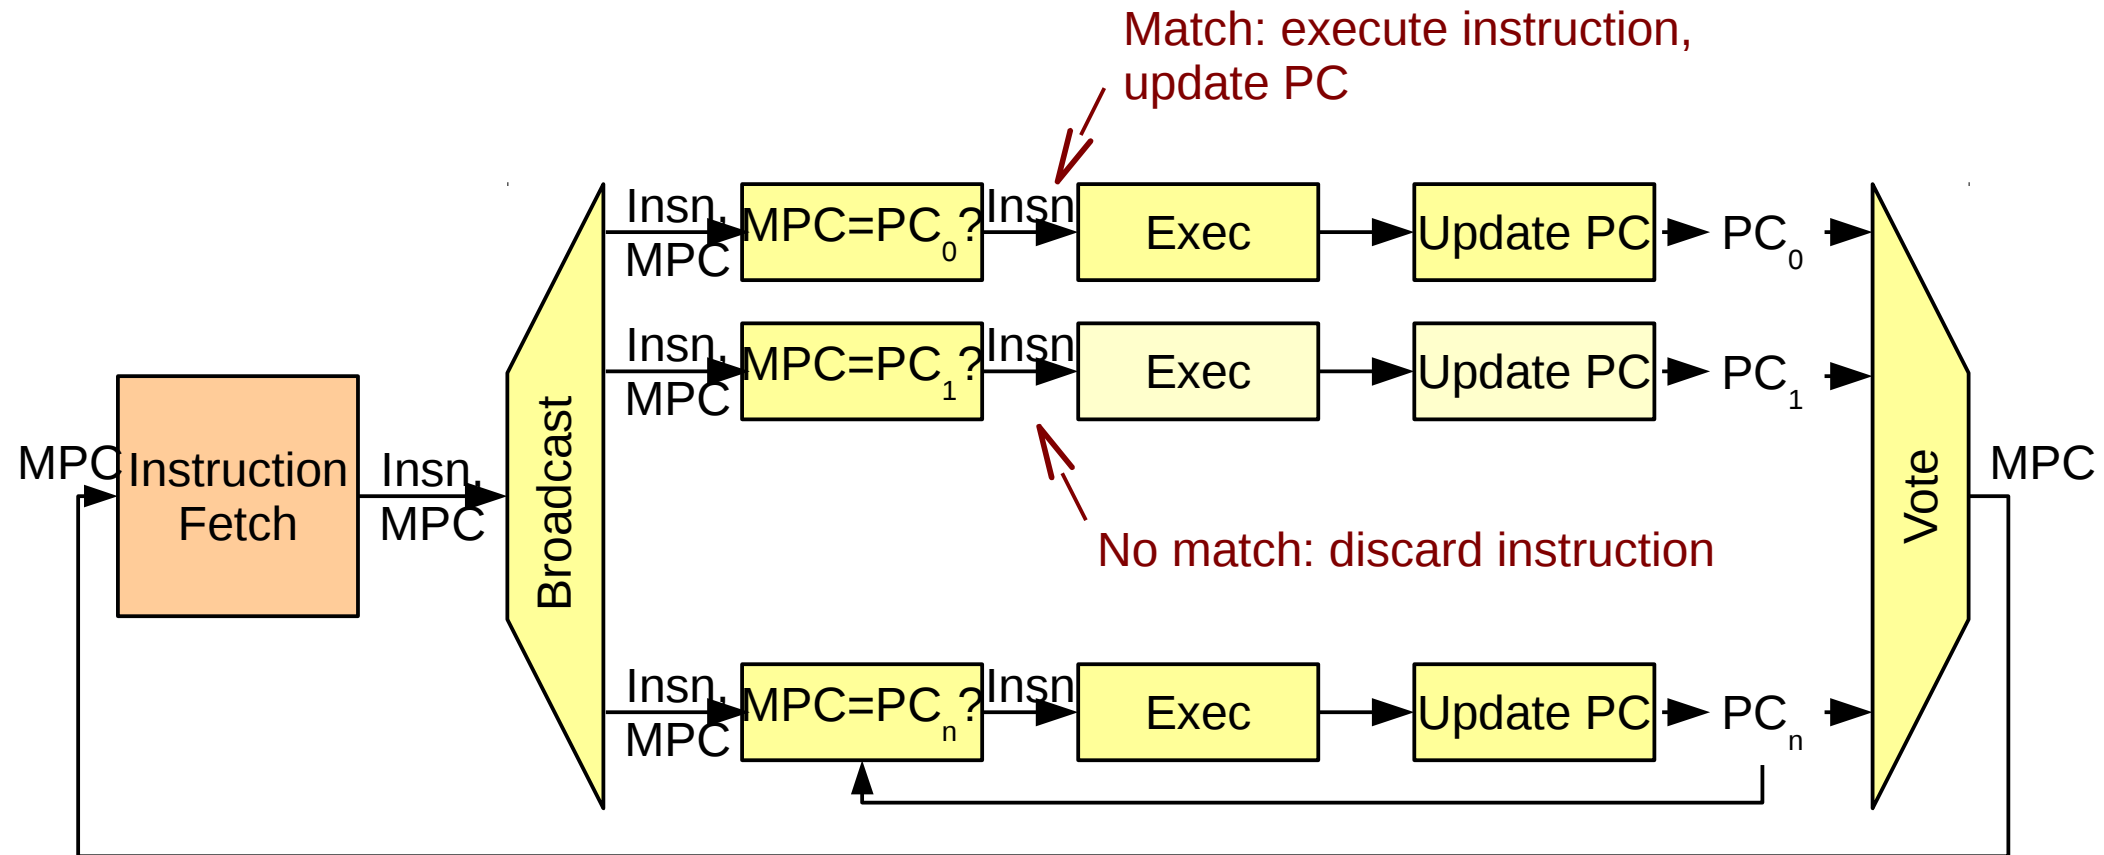 Match: execute instruction,
update PC
Insn,
MPC
MPC=PC0?
Insn
Exec
Update PC
PC0
Insn,
MPC
MPC=PC1?
Insn
Exec
Update PC
PC1
MPC
Instruction
Fetch
Insn,
MPC
Broadcast
Vote
MPC
No match: discard instruction
Insn,
MPC
MPC=PCn?
Insn
Exec
Update PC
PCn